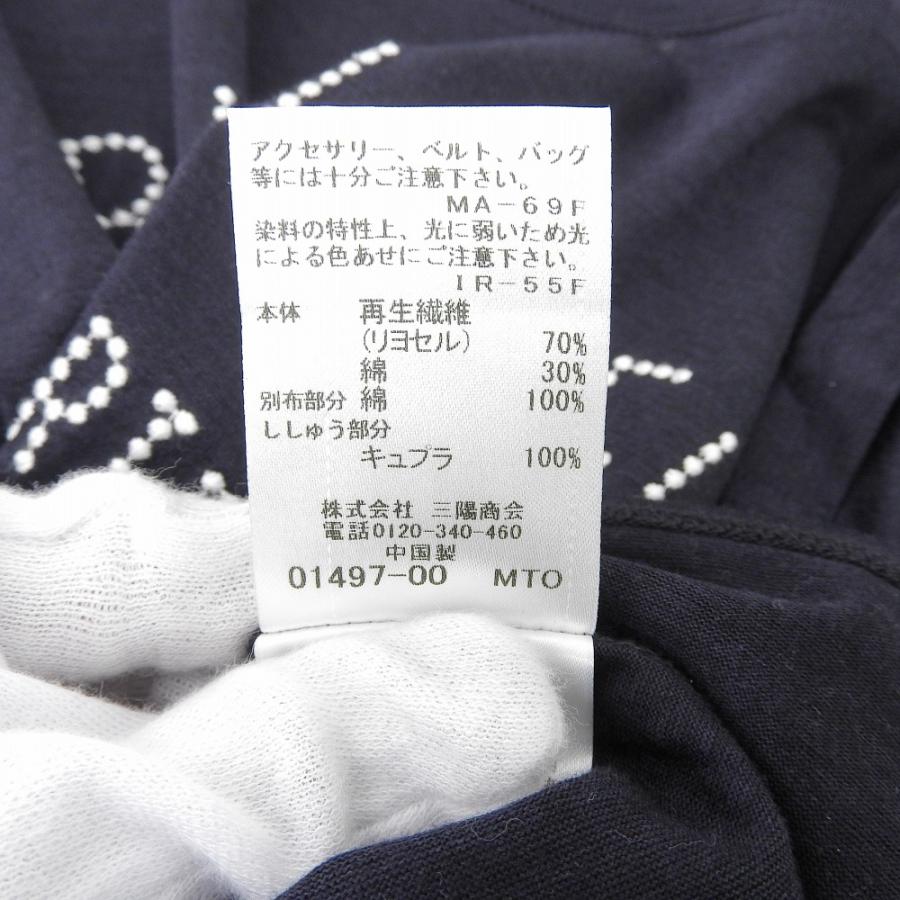 アクセサリー、ベルト、バッグ
等には十分ご注意下さい。
MA-69F
染料の特性上、光に弱いため光
による色あせにご注意下さい。
IR-55F
本体 再生繊維
(リヨセル) 70%
綿 30%
別布部分 綿 100%
ししゅう部分
キュプラ 100%
株式会社 三陽商会
電話0120-340-460
中国製
01497-00 MTO